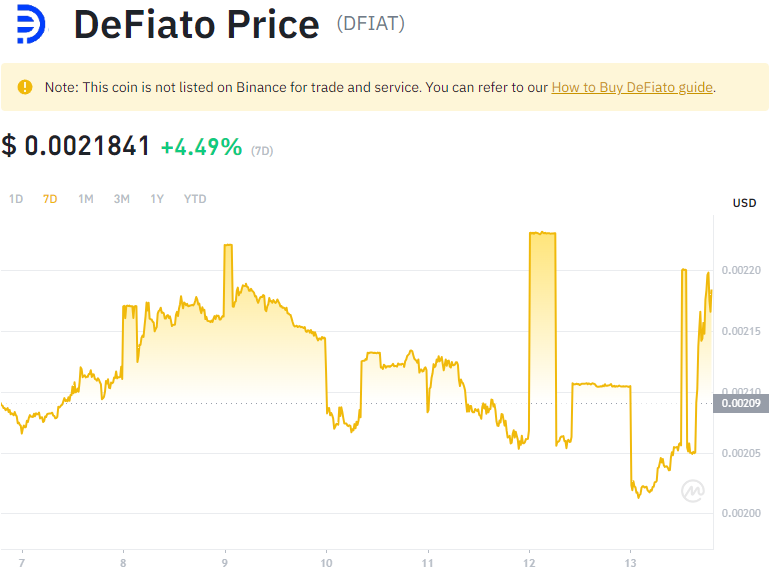 DeFiato Price (DFIAT)
Note: This coin is not listed on Binance for trade and service. You can refer to our How to Buy DeFiato guide.
$ 0.0021841 +4.49% (7D)
1D 7D 1M 3M 1Y YTD
USD
0.00220
0.00215
0.00210
0.00209
0.00205
0.00200
7 8 9 10 11 12 13